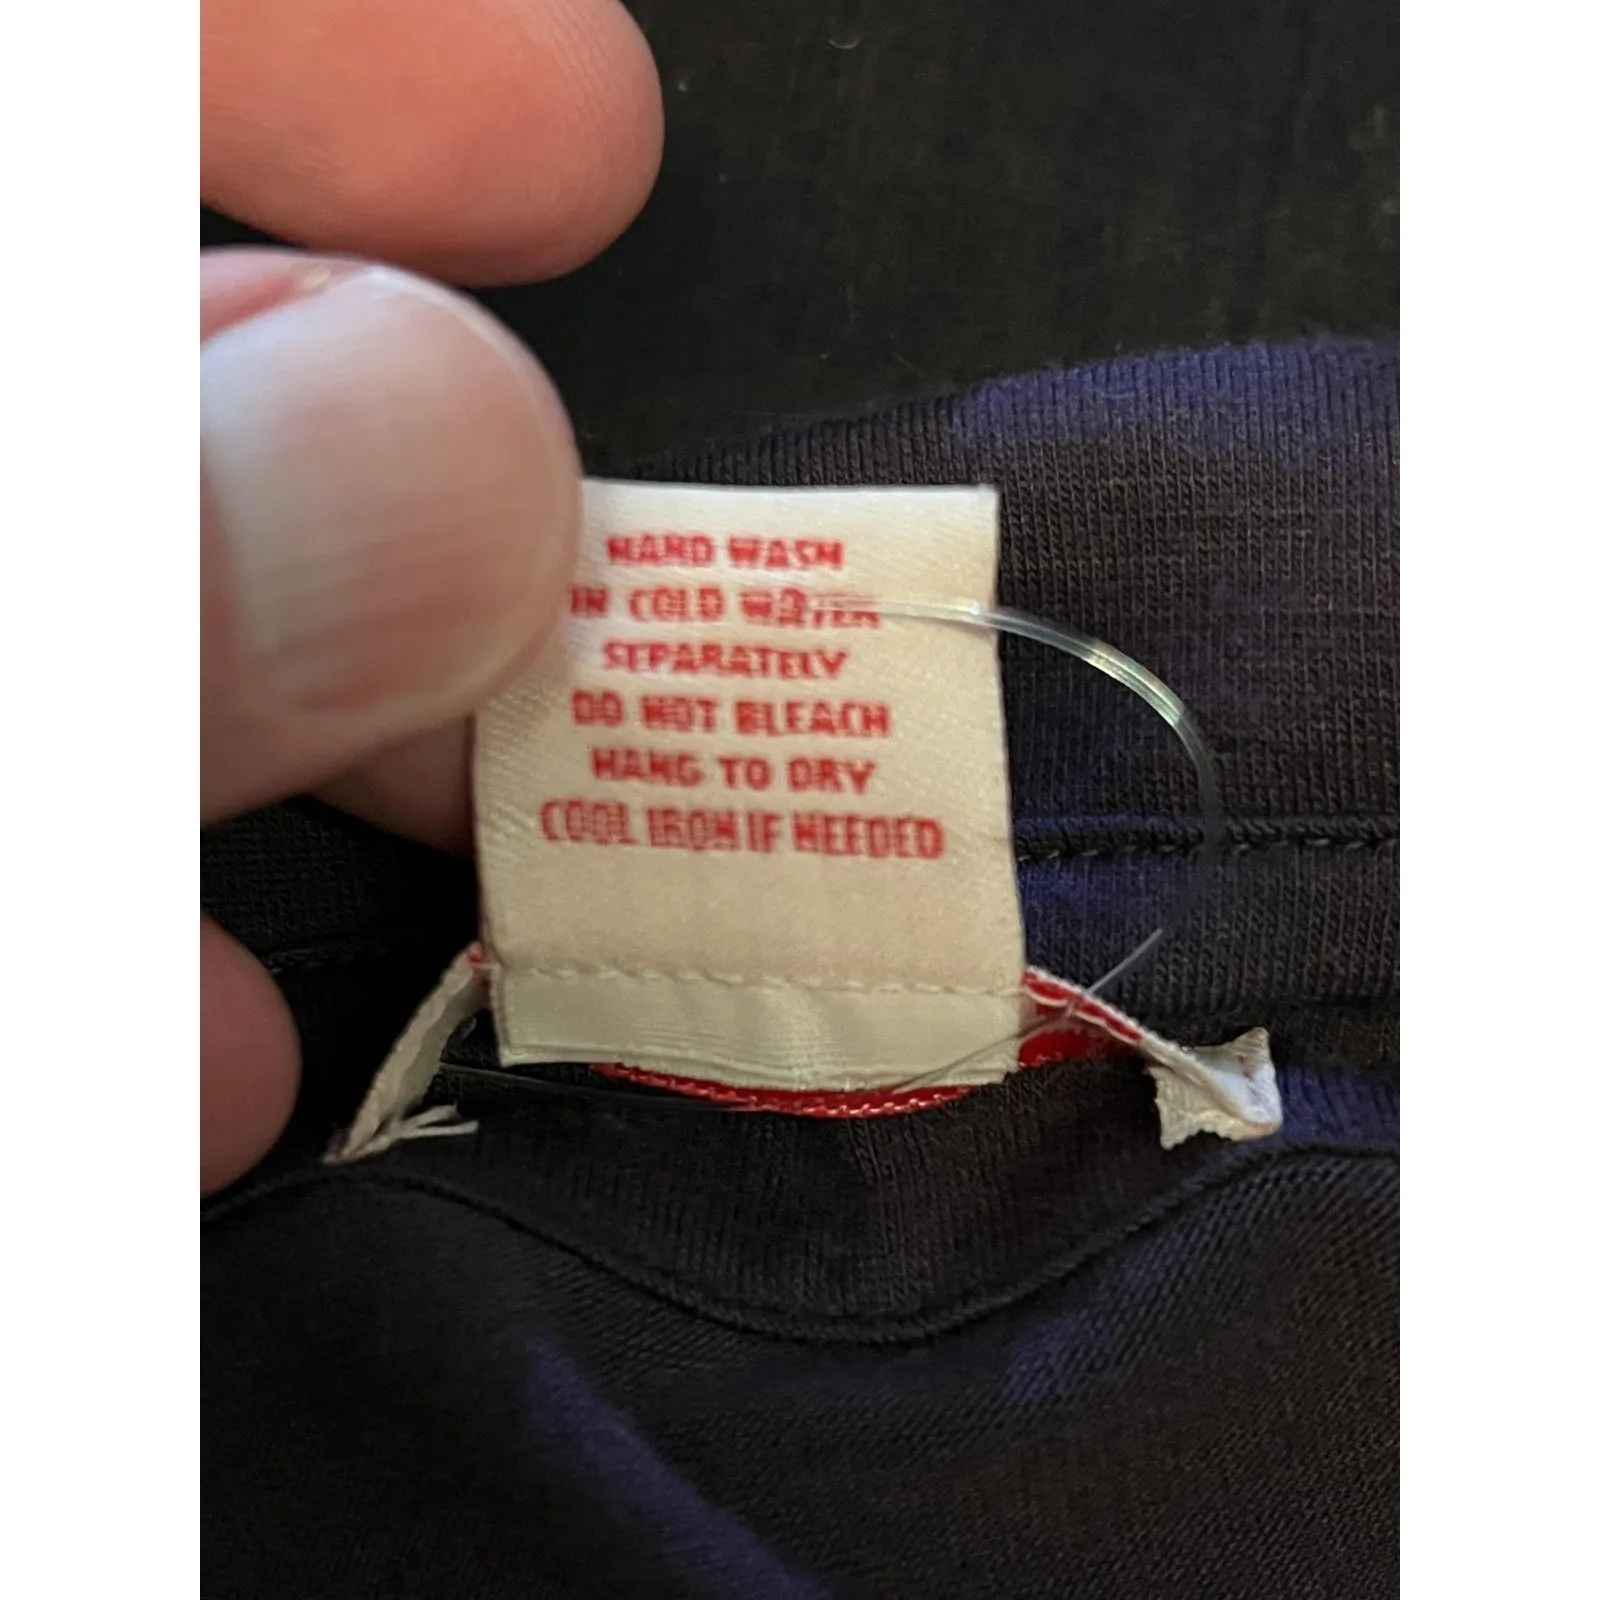 HAND WASH
IN COLD WATER
SEPARATELY
DO NOT BLEACH
HANG TO DRY
COOL IRON IF NEEDED